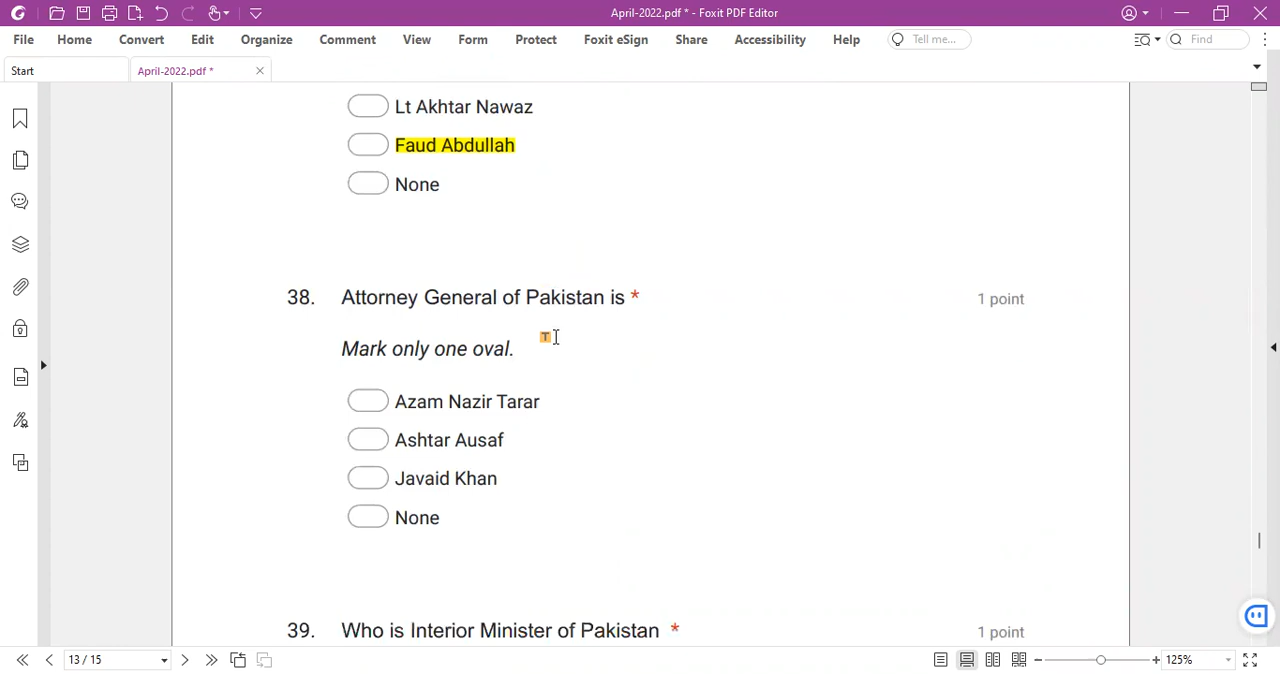 April-2022.pdf * - Foxit PDF Editor
File Home Convert Edit Organize Comment View Form Protect Foxit eSign Share Accessibility Help Tell me... Find
Start April-2022.pdf *
Lt Akhtar Nawaz
Faud Abdullah
None
38. Attorney General of Pakistan is * 1 point
T
Mark only one oval.
Azam Nazir Tarar
Ashtar Ausaf
Javaid Khan
None
39. Who is Interior Minister of Pakistan * 1 point
13 / 15 125%